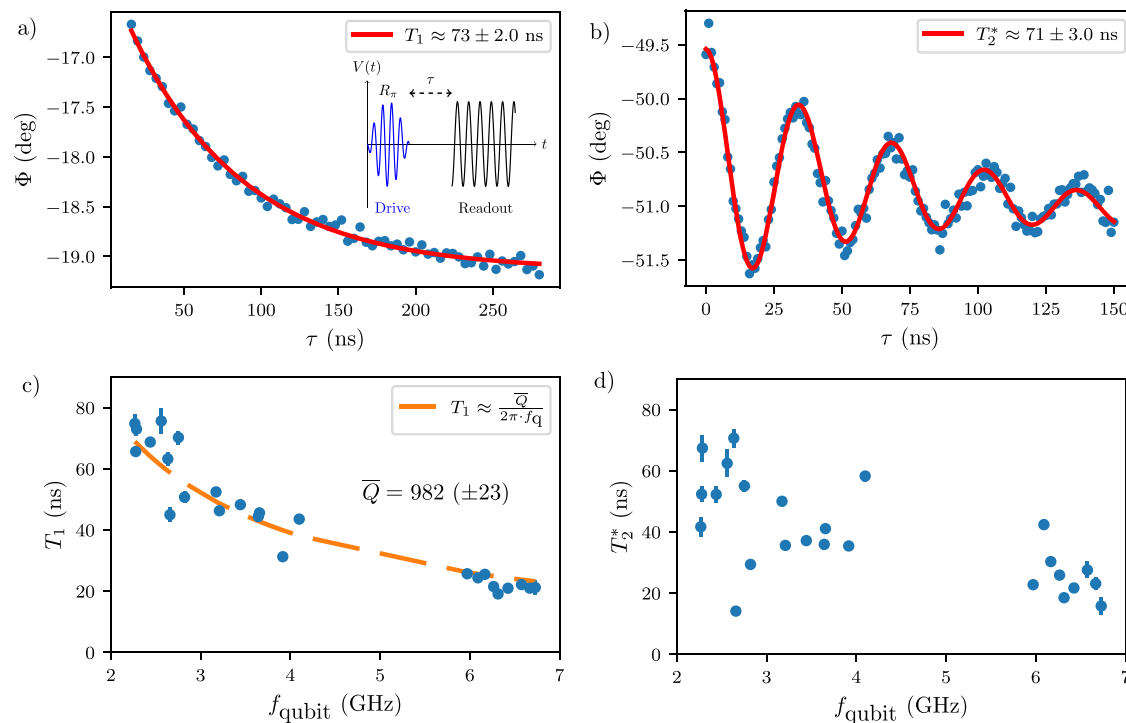 a)
T₁ ≈ 73 ± 2.0 ns
V(t)
R_π
τ
t
Drive
Readout
−17.0
−17.5
−18.0
−18.5
−19.0
Φ (deg)
50 100 150 200 250
τ (ns)
b)
T₂* ≈ 71 ± 3.0 ns
−49.5
−50.0
−50.5
−51.0
−51.5
Φ (deg)
0 25 50 75 100 125 150
τ (ns)
c)
T₁ ≈ Q̅ / 2π·f_q
Q̅ = 982 (±23)
80
60
40
20
0
T₁ (ns)
2 3 4 5 6 7
f_qubit (GHz)
d)
80
60
40
20
0
T₂* (ns)
2 3 4 5 6 7
f_qubit (GHz)